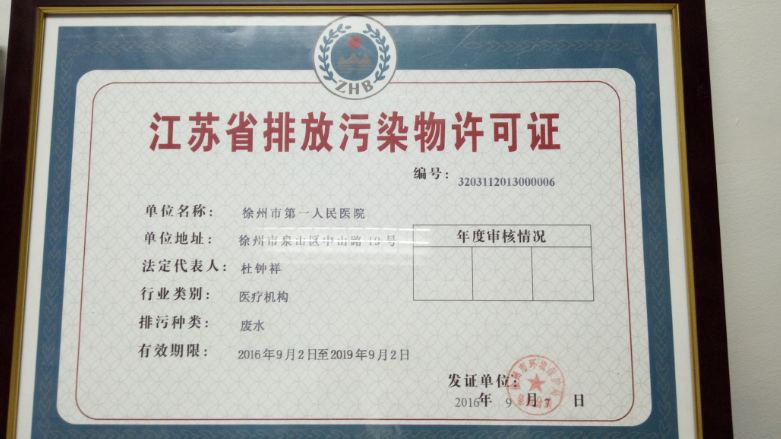 ZHB
江苏省排放污染物许可证
编号: 3203112013000006
单位名称: 徐州市第一人民医院
单位地址: 徐州市泉山区中山路 19号
法定代表人: 杜钟祥
行业类别: 医疗机构
排污种类: 废水
有效期限: 2016年9月2日至2019年9月2日
年度审核情况
发证单位:
2016年 9 月 7 日